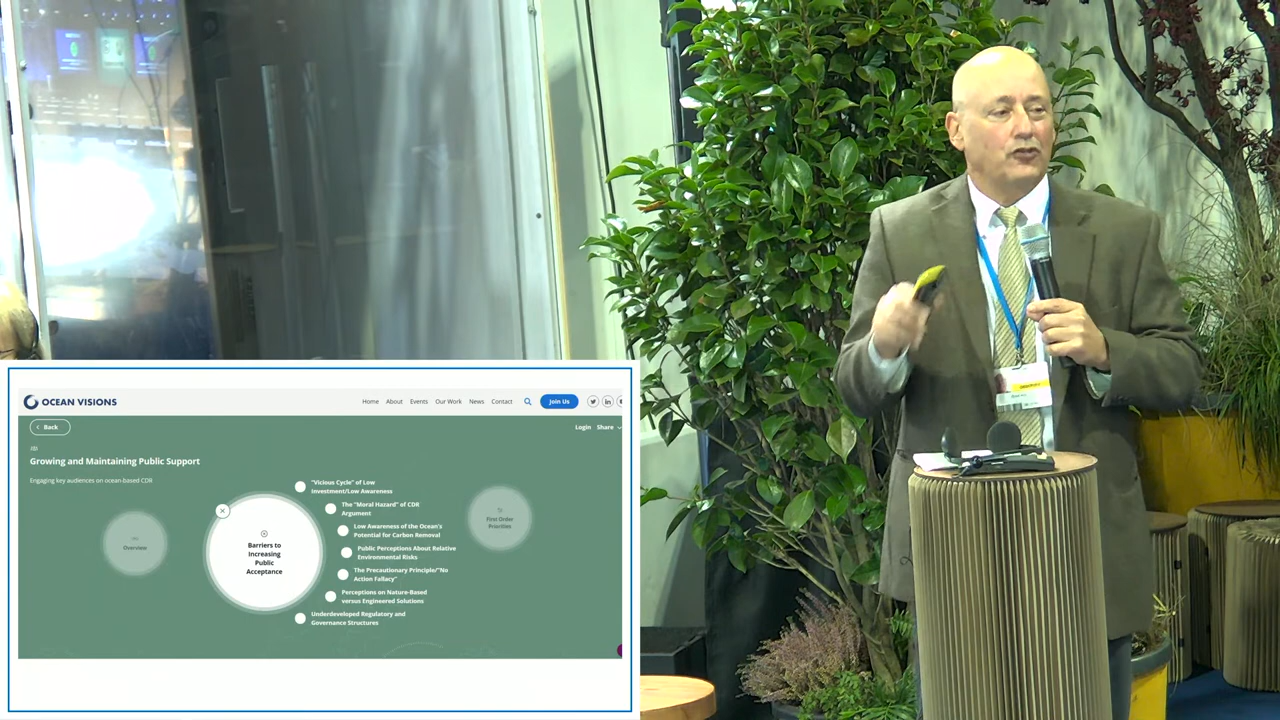 OCEAN VISIONS
Home About Events Our Work News Contact Join Us
Back
Login Share
Growing and Maintaining Public Support
Engaging key audiences on ocean-based CDR
Overview
Barriers to
Increasing
Public
Acceptance
"Vicious Cycle" of Low
Investment/Low Awareness
The "Moral Hazard" of CDR
Argument
Low Awareness of the Ocean's
Potential for Carbon Removal
Public Perceptions About Relative
Environmental Risks
The Precautionary Principle/"No
Action Fallacy"
Perceptions on Nature-Based
versus Engineered Solutions
Underdeveloped Regulatory and
Governance Structures
First Order
Priorities